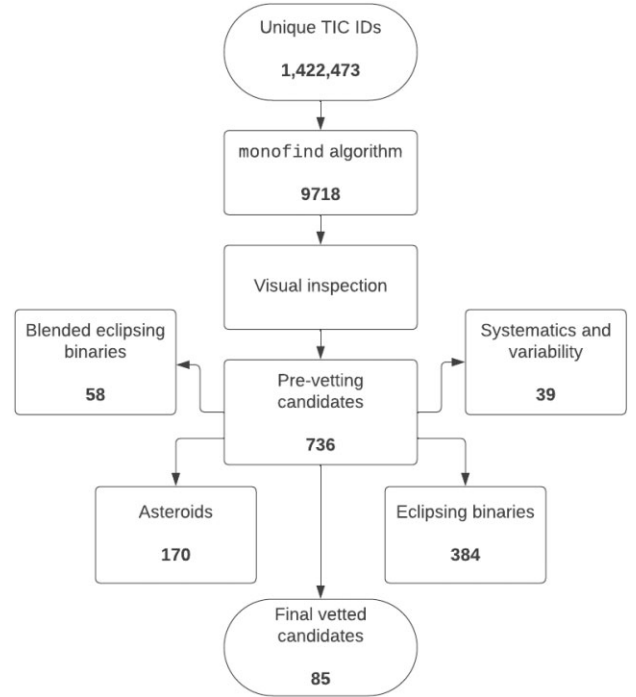 Unique TIC IDs
1,422,473
monofind algorithm
9718
Visual inspection
Blended eclipsing
binaries
58
Systematics and
variability
39
Pre-vetting
candidates
736
Asteroids
170
Eclipsing binaries
384
Final vetted
candidates
85